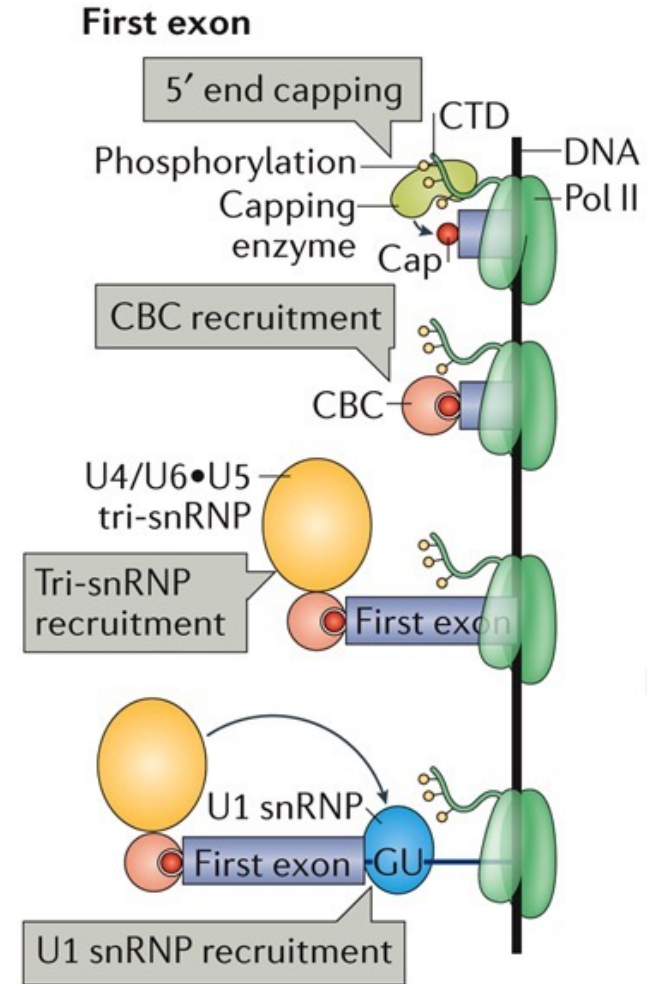 First exon
5′ end capping
CTD
Phosphorylation
DNA
Capping
enzyme
Pol II
Cap
CBC recruitment
CBC
U4/U6•U5
tri-snRNP
Tri-snRNP
recruitment
First exon
U1 snRNP
First exon
GU
U1 snRNP recruitment